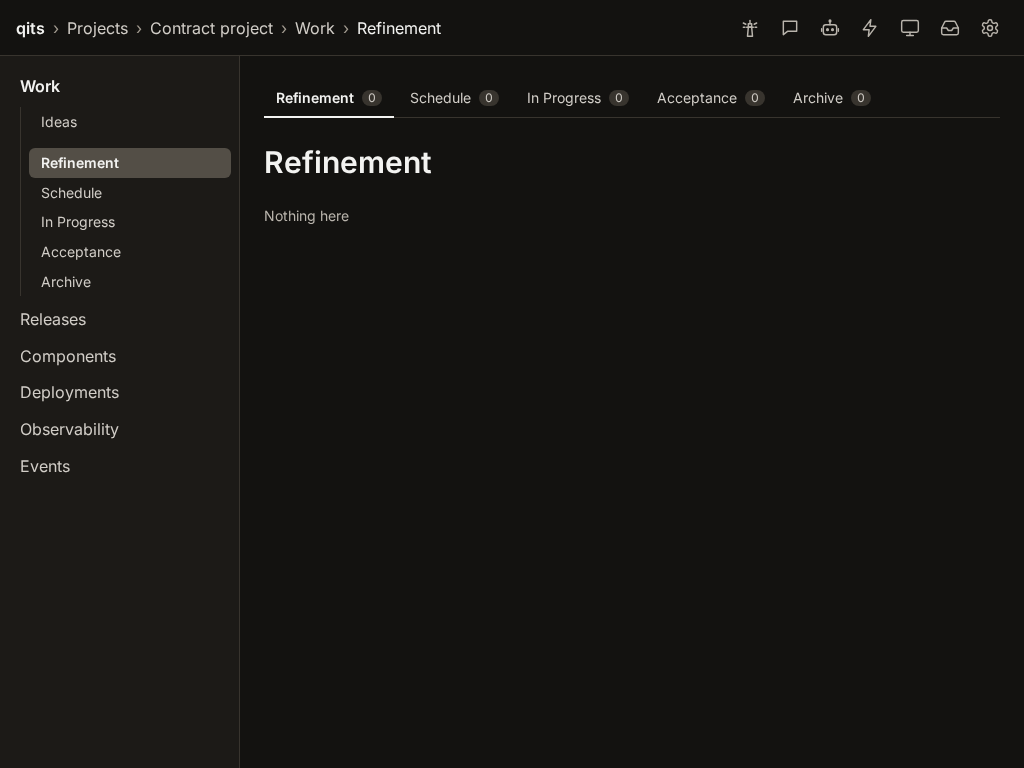 qits › Projects › Contract project › Work › Refinement
Work
Ideas
Refinement
Schedule
In Progress
Acceptance
Archive
Releases
Components
Deployments
Observability
Events
Refinement 0 Schedule 0 In Progress 0 Acceptance 0 Archive 0
Refinement
Nothing here